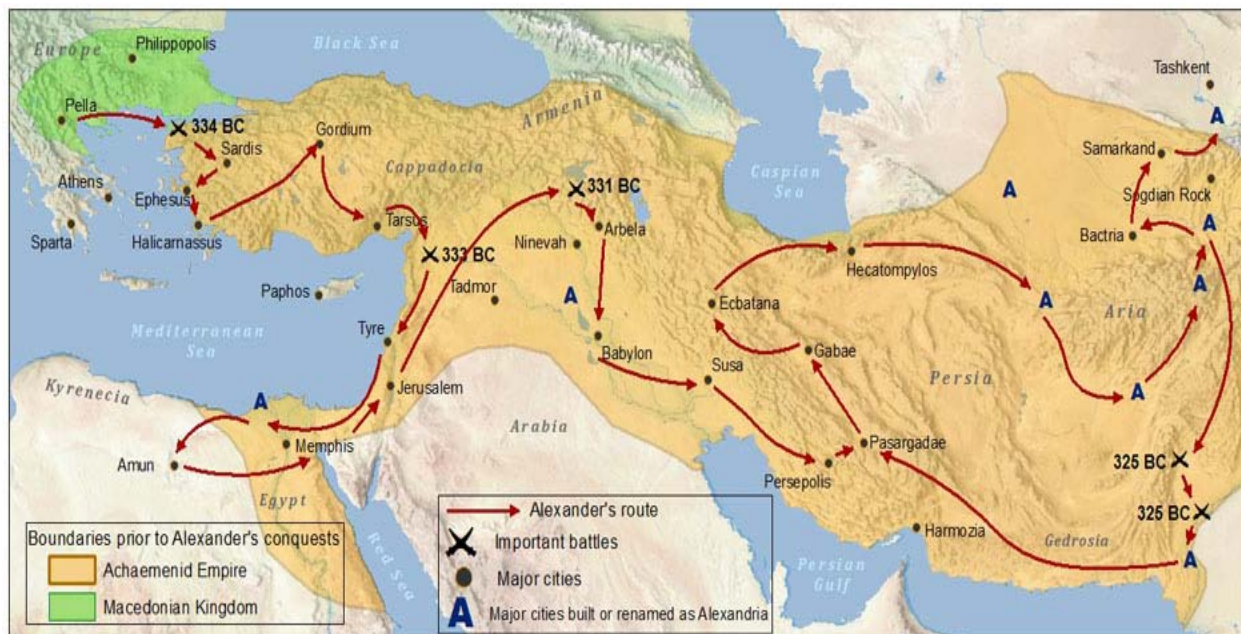 Europe
Philippopolis
Black Sea
Tashkent
A
Pella
334 BC
Gordium
Armenia
Samarkand
Sardis
Cappadocia
Caspian
Sea
Athens
Ephesus
331 BC
A
Sogdian Rock
Sparta
Halicarnassus
Tarsus
Arbela
A
Bactria
Ninevah
333 BC
Hecatompylos
Paphos
Tadmor
A
Ecbatana
A
A
Aria
Mediterranean
Sea
Tyre
Babylon
Gabae
Susa
Persia
A
Kyrenecia
A
Jerusalem
Arabia
Memphis
Pasargadae
Amun
Persepolis
325 BC
Egypt
325 BC
Harmozia
Gedrosia
A
Red Sea
Persian
Gulf
Boundaries prior to Alexander's conquests
Achaemenid Empire
Macedonian Kingdom
Alexander's route
Important battles
Major cities
A Major cities built or renamed as Alexandria